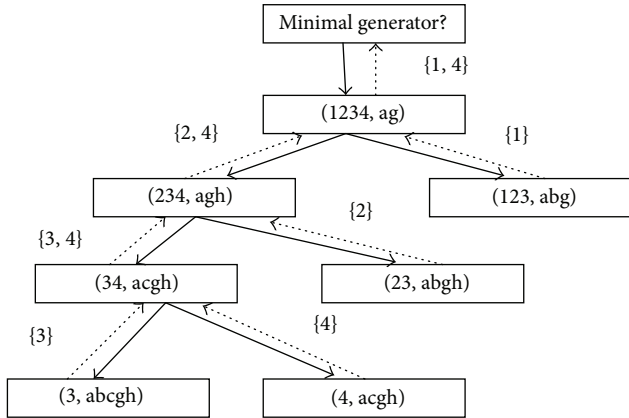 Minimal generator?
{1, 4}
(1234, ag)
{2, 4}
{1}
(234, agh)
(123, abg)
{3, 4}
{2}
(34, acgh)
(23, abgh)
{3}
{4}
(3, abcgh)
(4, acgh)